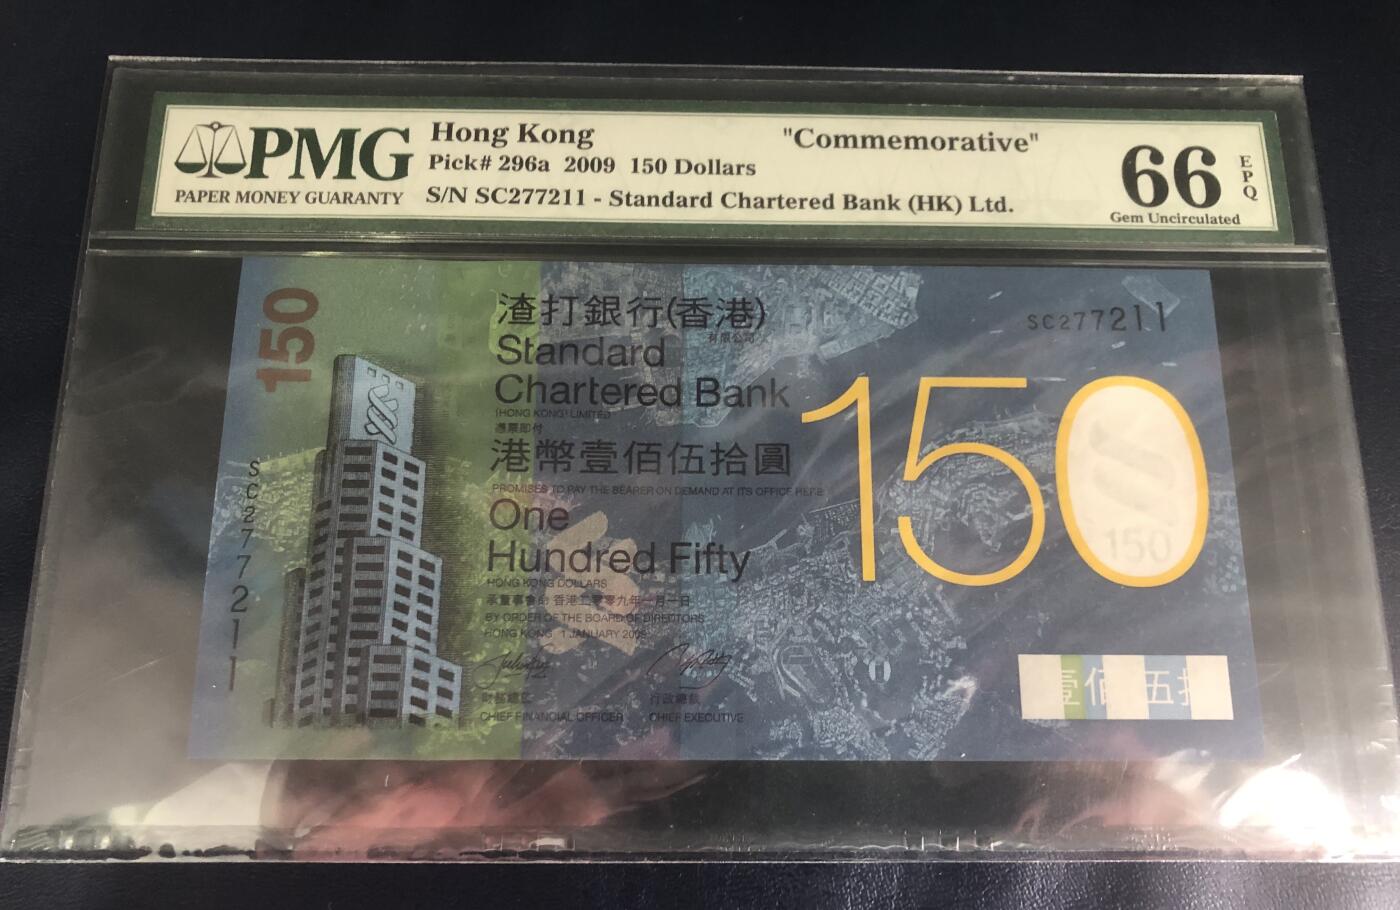 PMG
PAPER MONEY GUARANTY
Hong Kong "Commemorative"
Pick# 296a 2009 150 Dollars
S/N SC277211 - Standard Chartered Bank (HK) Ltd.
66
EPQ
Gem Uncirculated
150
SC277211
渣打銀行(香港)
有限公司
Standard
Chartered Bank
(HONG KONG) LIMITED
憑票即付
港幣壹佰伍拾圓
PROMISES TO PAY THE BEARER ON DEMAND AT ITS OFFICE HERE
One
Hundred Fifty
HONG KONG DOLLARS
承董事會命 香港二零零九年一月一日
BY ORDER OF THE BOARD OF DIRECTORS
HONG KONG 1 JANUARY 2009
財務總監
CHIEF FINANCIAL OFFICER
行政總裁
CHIEF EXECUTIVE
SC277211
150
150
壹佰伍拾